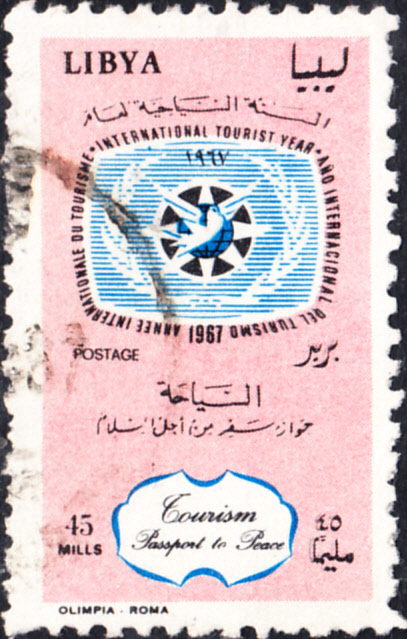 LIBYA ليبيا
السنة السياحية لعام
ANNÉE INTERNATIONALE DU TOURISME • INTERNATIONAL TOURIST YEAR • AÑO INTERNACIONAL DEL TURISMO
١٩٦٧
1967
POSTAGE بريد
السياحة
جواز سفر من أجل السلام
Tourism
Passport to Peace
45 ٤٥
MILLS مليمًا
OLIMPIA - ROMA